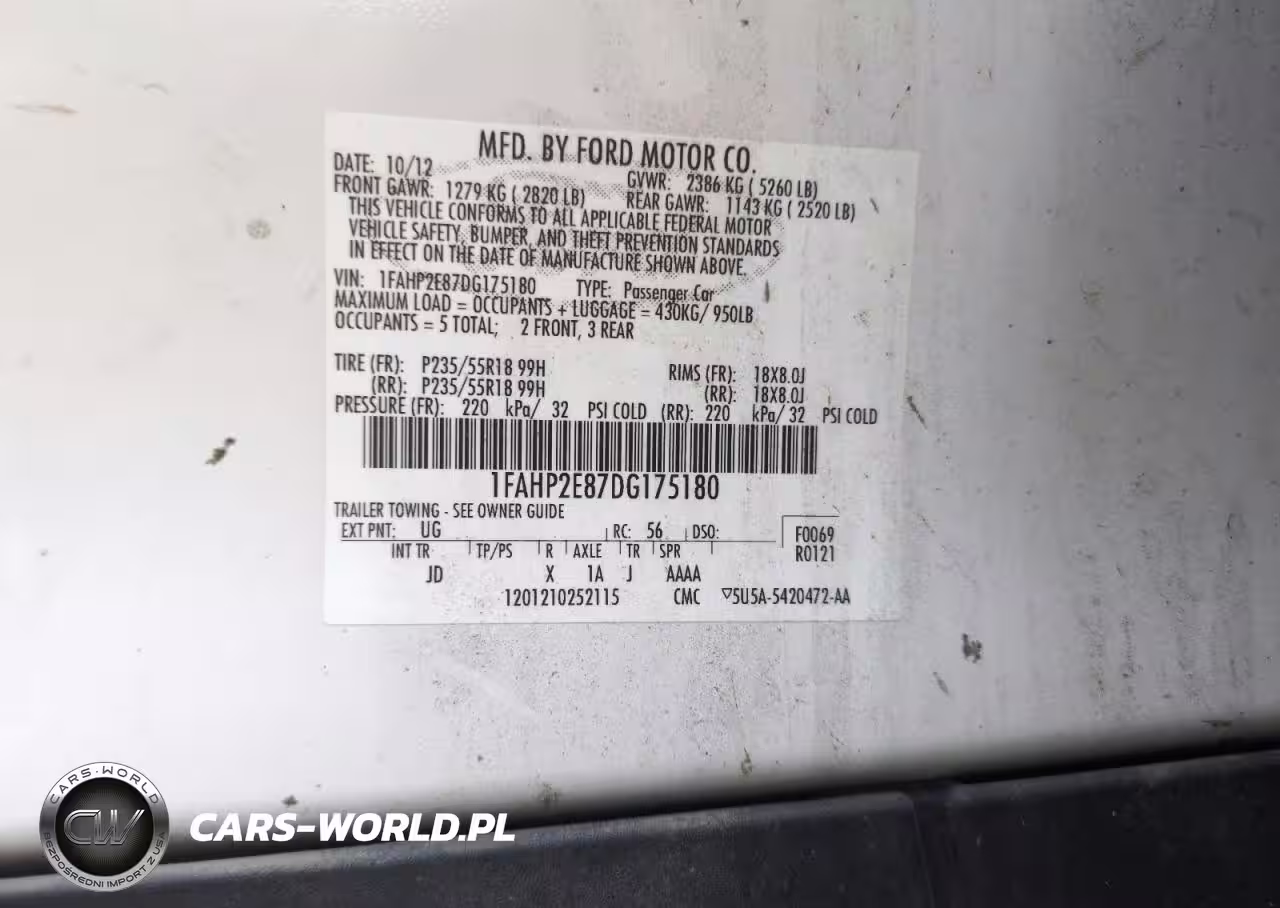 MFD. BY FORD MOTOR CO.
DATE: 10/12 GVWR: 2386 KG ( 5260 LB)
FRONT GAWR: 1279 KG ( 2820 LB) REAR GAWR: 1143 KG ( 2520 LB)
THIS VEHICLE CONFORMS TO ALL APPLICABLE FEDERAL MOTOR
VEHICLE SAFETY, BUMPER, AND THEFT PREVENTION STANDARDS
IN EFFECT ON THE DATE OF MANUFACTURE SHOWN ABOVE.
VIN: 1FAHP2E87DG175180 TYPE: Passenger Car
MAXIMUM LOAD = OCCUPANTS + LUGGAGE = 430KG/ 950LB
OCCUPANTS = 5 TOTAL; 2 FRONT, 3 REAR
TIRE (FR): P235/55R18 99H RIMS (FR): 18X8.0J
(RR): P235/55R18 99H (RR): 18X8.0J
PRESSURE (FR): 220 kPa/ 32 PSI COLD (RR): 220 kPa/ 32 PSI COLD
1FAHP2E87DG175180
TRAILER TOWING - SEE OWNER GUIDE
EXT PNT: UG RC: 56 DSO: F0069
INT TR TP/PS R AXLE TR SPR R0121
JD X 1A J AAAA
1201210252115 CMC ▽5U5A-5420472-AA
CARS-WORLD
CW
BEZPOŚREDNI IMPORT Z USA
CARS-WORLD.PL